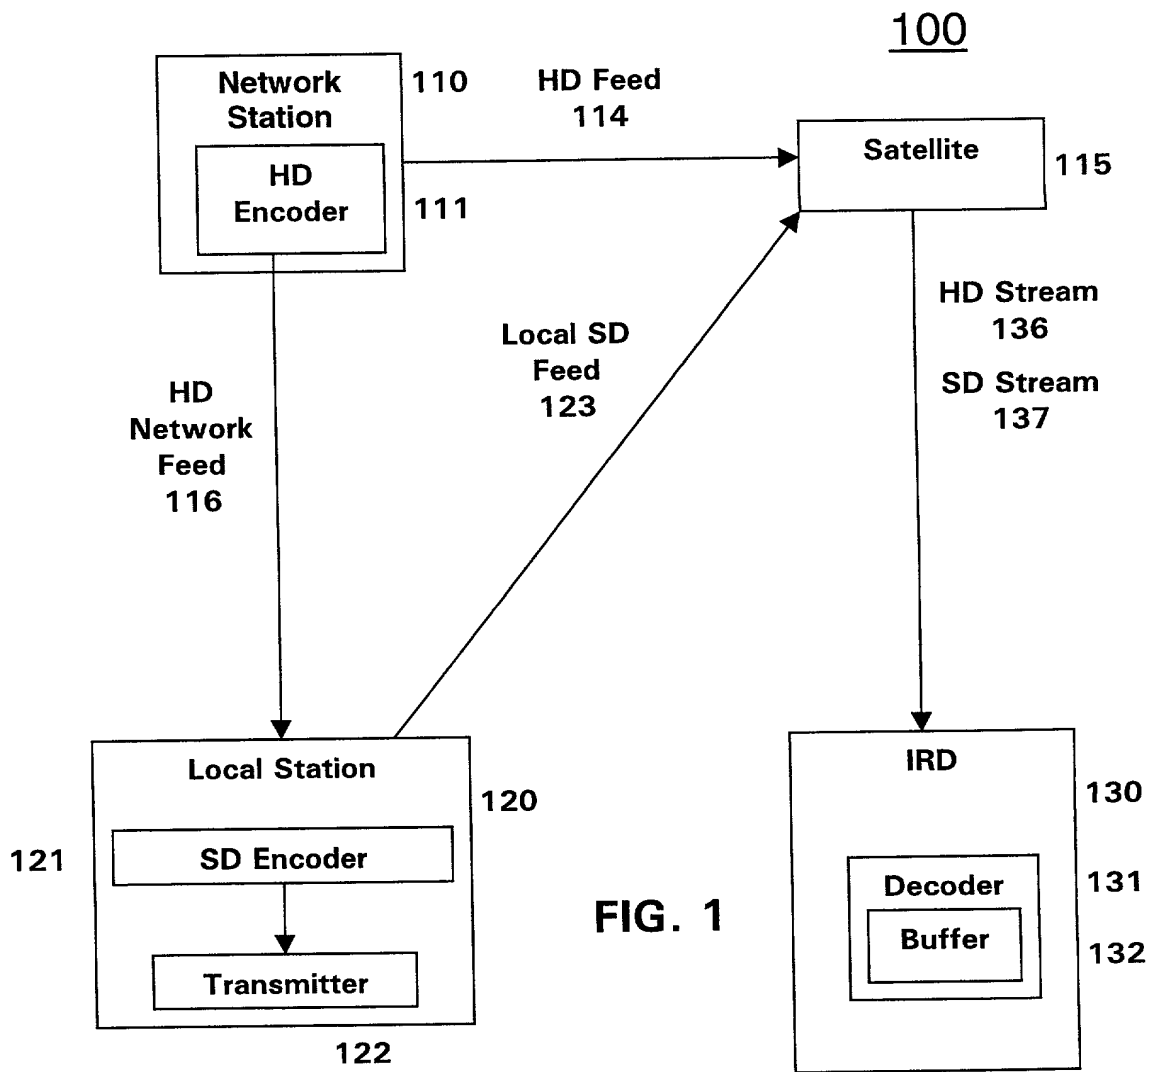 100
Network
Station
110
HD
Encoder
111
HD Feed
114
Satellite
115
HD Stream
136
SD Stream
137
Local SD
Feed
123
HD
Network
Feed
116
Local Station
120
SD Encoder
121
Transmitter
122
IRD
130
Decoder
131
Buffer
132
FIG. 1